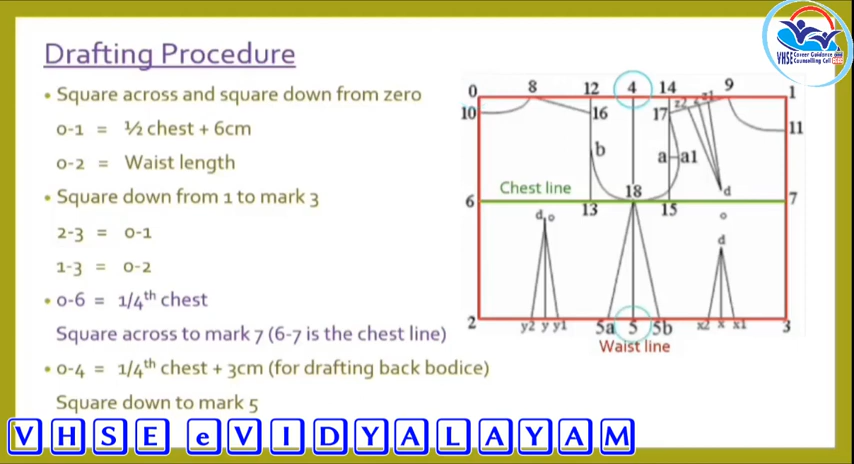 Drafting Procedure
• Square across and square down from zero
0-1 = ½ chest + 6cm
0-2 = Waist length
• Square down from 1 to mark 3
2-3 = 0-1
1-3 = 0-2
• 0-6 = 1/4th chest
Square across to mark 7 (6-7 is the chest line)
• 0-4 = 1/4th chest + 3cm (for drafting back bodice)
Square down to mark 5
VHSE eVIDYALAYAM
VHSE Career Guidance
Counselling Cell
0 8 12 4 14 z2 z z1 9 1
10 16 17 11
b a a1
Chest line 18 d
6 13 15 7
d o o
d
2 y2 y y1 5a 5 5b x2 x x1 3
Waist line